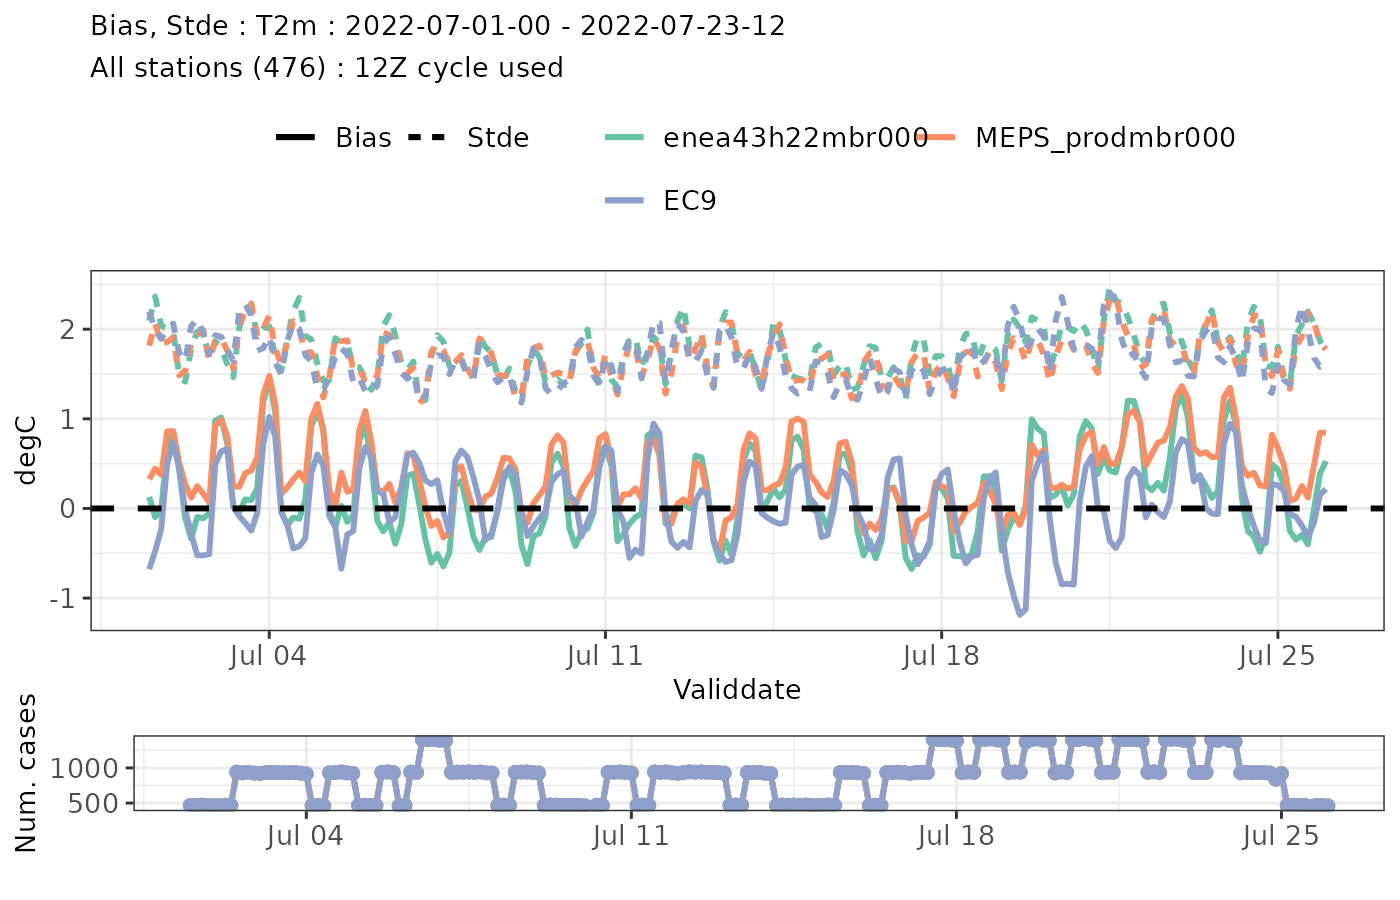 Bias, Stde : T2m : 2022-07-01-00 - 2022-07-23-12
All stations (476) : 12Z cycle used
Bias Stde enea43h22mbr000 MEPS_prodmbr000
EC9
degC
2
1
0
-1
Jul 04 Jul 11 Jul 18 Jul 25
Validdate
Num. cases
1000
500
Jul 04 Jul 11 Jul 18 Jul 25